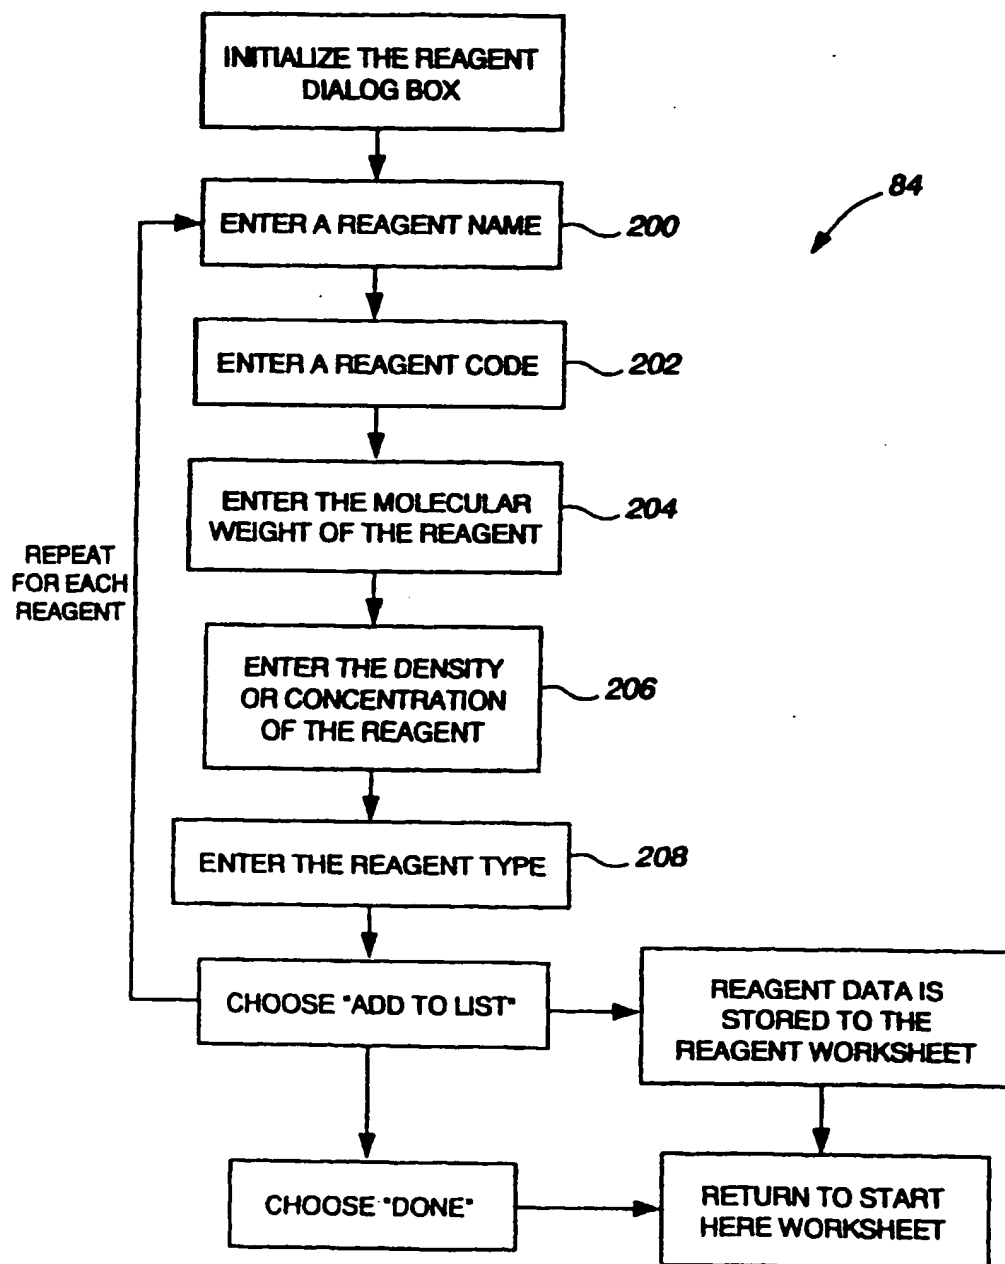 INITIALIZE THE REAGENT
DIALOG BOX
84
ENTER A REAGENT NAME
200
ENTER A REAGENT CODE
202
ENTER THE MOLECULAR
WEIGHT OF THE REAGENT
204
REPEAT
FOR EACH
REAGENT
ENTER THE DENSITY
OR CONCENTRATION
OF THE REAGENT
206
ENTER THE REAGENT TYPE
208
CHOOSE "ADD TO LIST"
REAGENT DATA IS
STORED TO THE
REAGENT WORKSHEET
CHOOSE "DONE"
RETURN TO START
HERE WORKSHEET